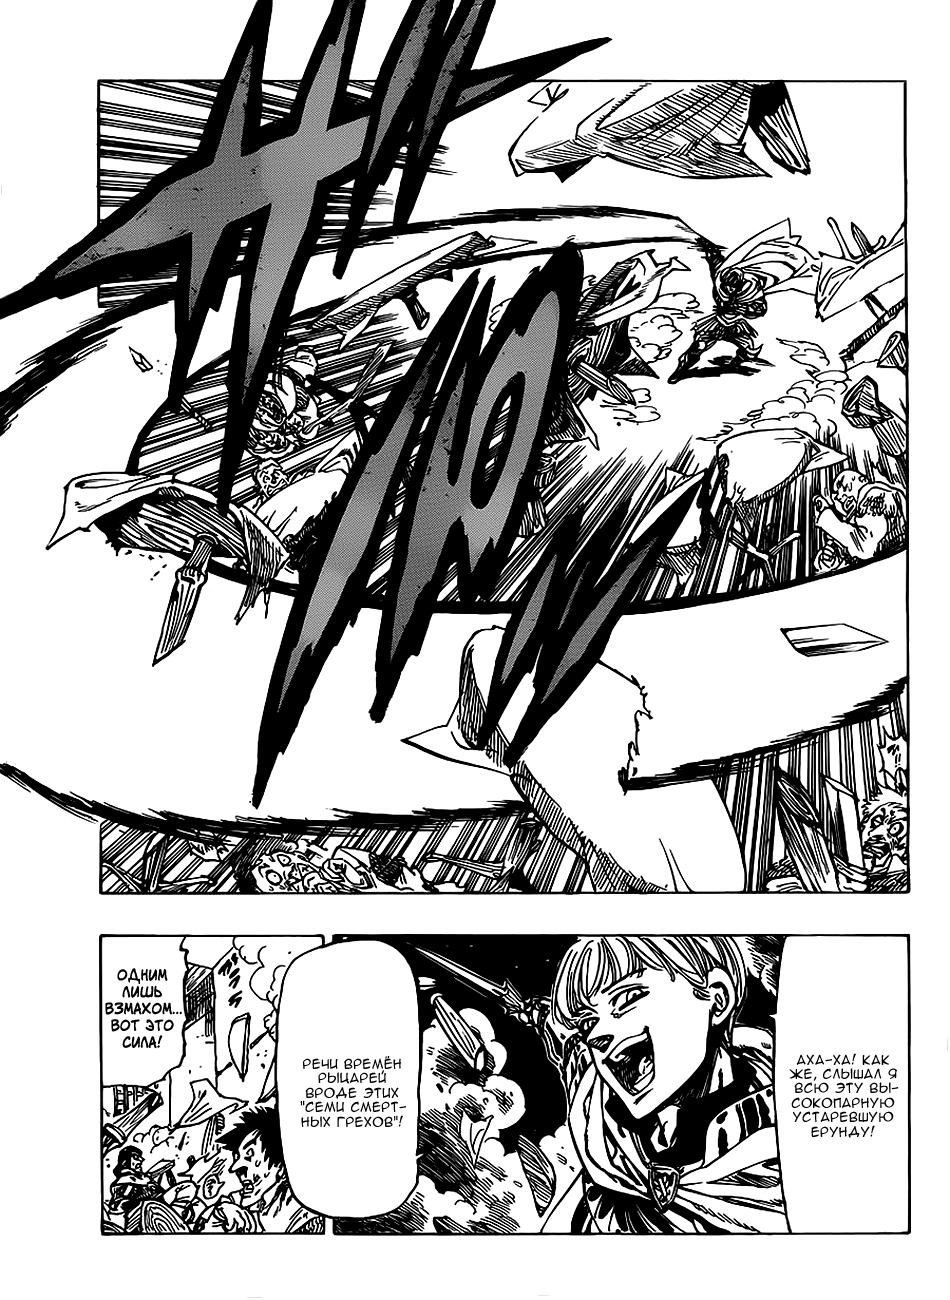 АХА-ХА! КАК
ЖЕ, СЛЫШАЛ Я
ВСЮ ЭТУ ВЫ-
СОКОПАРНУЮ
УСТАРЕВШУЮ
ЕРУНДУ!
РЕЧИ ВРЕМЁН
РЫЦАРЕЙ
ВРОДЕ ЭТИХ
"СЕМИ СМЕРТ-
НЫХ ГРЕХОВ"!
ОДНИМ
ЛИШЬ
ВЗМАХОМ...
ВОТ ЭТО
СИЛА!